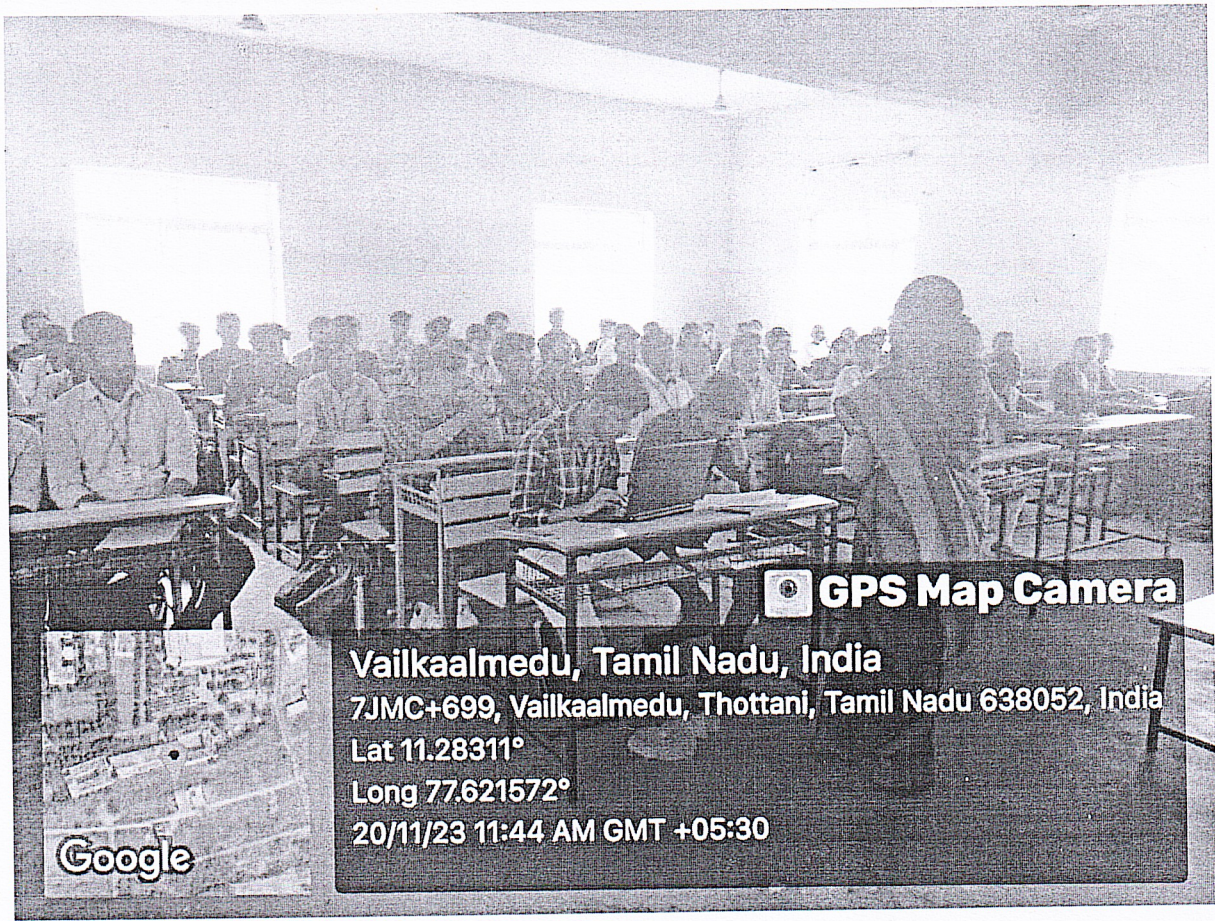 GPS Map Camera
Vailkaalmedu, Tamil Nadu, India
7JMC+699, Vailkaalmedu, Thottani, Tamil Nadu 638052, India
Lat 11.28311°
Long 77.621572°
20/11/23 11:44 AM GMT +05:30
Google